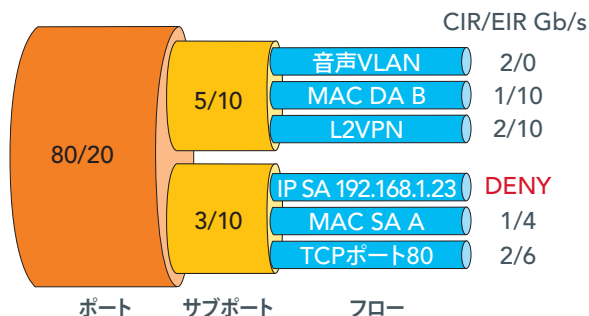 CIR/EIR Gb/s
音声VLAN 2/0
5/10 MAC DA B 1/10
L2VPN 2/10
80/20
IP SA 192.168.1.23 DENY
3/10 MAC SA A 1/4
TCPポート80 2/6
ポート サブポート フロー